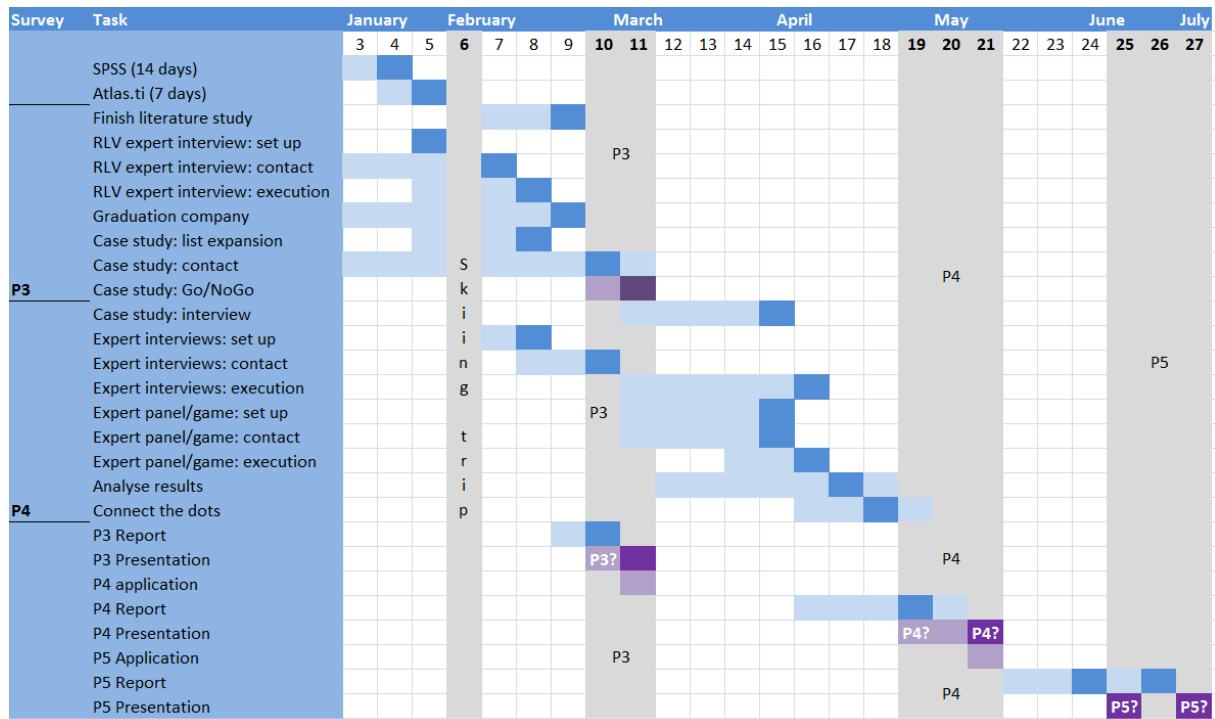 Survey Task January February March April May June July
3 4 5 6 7 8 9 10 11 12 13 14 15 16 17 18 19 20 21 22 23 24 25 26 27
SPSS (14 days)
Atlas.ti (7 days)
Finish literature study
RLV expert interview: set up
P3
RLV expert interview: contact
RLV expert interview: execution
Graduation company
Case study: list expansion
Case study: contact S
P4
P3 Case study: Go/NoGo k
Case study: interview i
Expert interviews: set up i
Expert interviews: contact n P5
Expert interviews: execution g
Expert panel/game: set up P3
Expert panel/game: contact t
Expert panel/game: execution r
Analyse results i
P4 Connect the dots p
P3 Report
P3 Presentation P3? P4
P4 application
P4 Report
P4 Presentation P4? P4?
P5 Application P3
P5 Report
P4
P5 Presentation P5? P5?